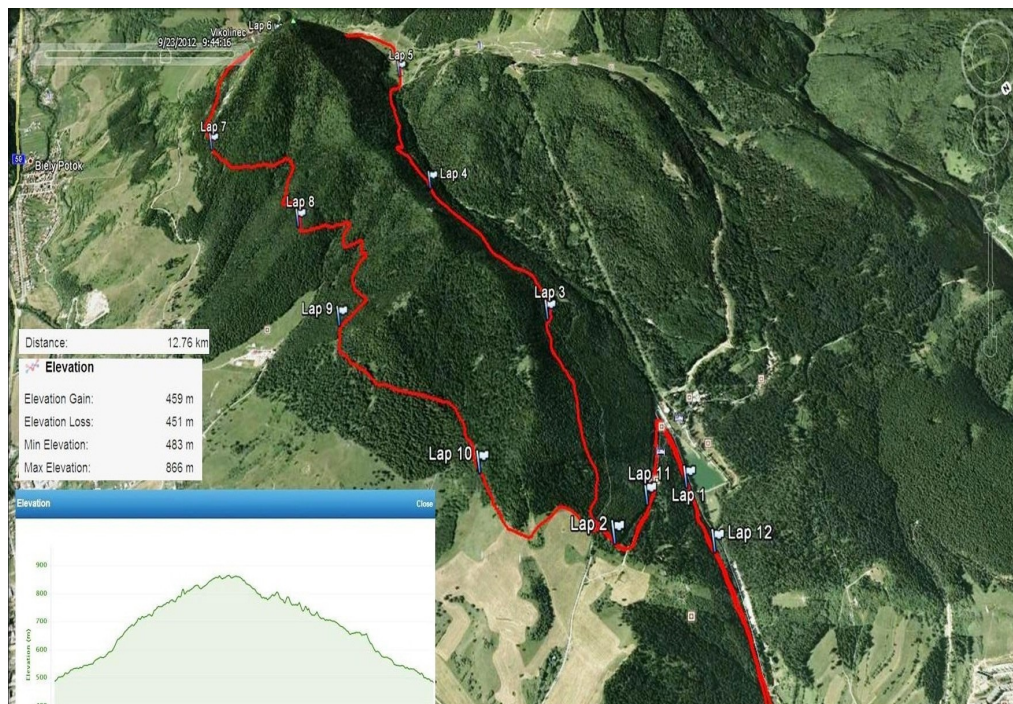 Vlkolinec
Lap 6
9/23/2012 9:44:16
Lap 5
N
Lap 7
59
Biely Potok
Lap 4
Lap 8
Lap 3
Lap 9
Distance: 12.76 km
Elevation
Elevation Gain: 459 m
Elevation Loss: 451 m
Min Elevation: 483 m
Max Elevation: 866 m
Lap 10
Lap 11
Lap 1
Lap 2
Lap 12
Elevation Close
900
800
700
600
500
Elevation (m)